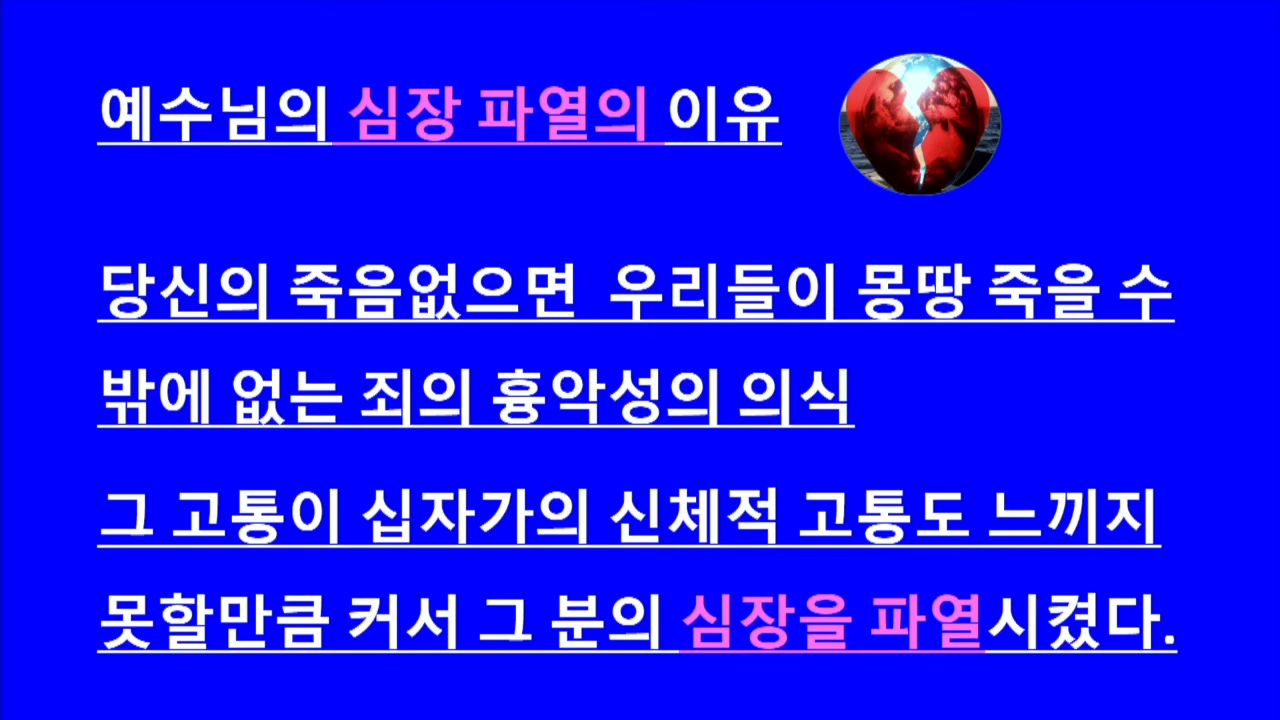 예수님의 심장 파열의 이유
당신의 죽음없으면 우리들이 몽땅 죽을 수
밖에 없는 죄의 흉악성의 의식
그 고통이 십자가의 신체적 고통도 느끼지
못할만큼 커서 그 분의 심장을 파열시켰다.